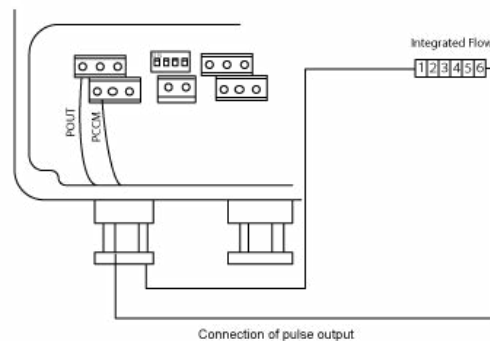 Integrated Flow
1 2 3 4 5 6
POUT
PCCM
Connection of pulse output